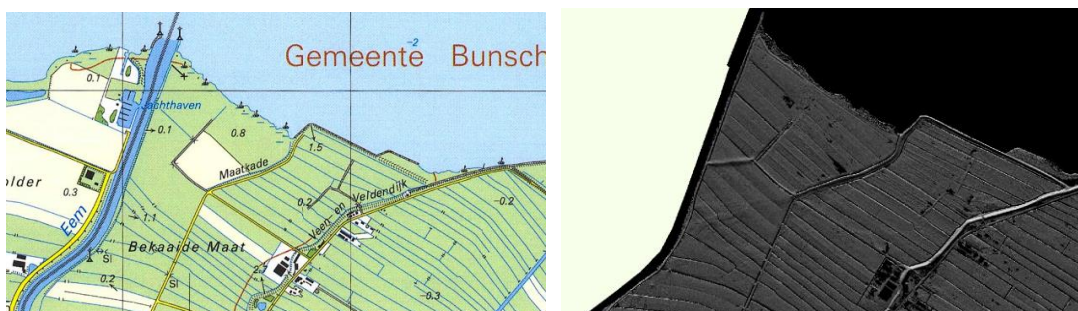 -2
Gemeente Bunsch
0.1
Jachthaven
0.1
0.8
1.5
Maatkade
older
0.3
0.2
Veen- en Veldendijk
-0.2
Eem
1.1
Bekaaide Maat
Sl
0.2
Sl
2.7
-0.3